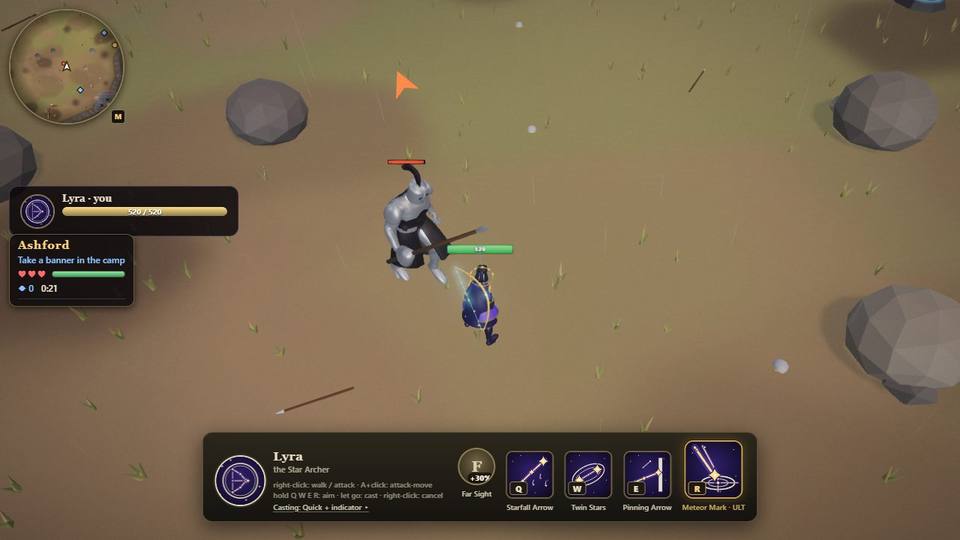 M
Lyra · you
520 / 520
Ashford
Take a banner in the camp
0 0:21
520
Lyra
the Star Archer
right-click: walk / attack · A+click: attack-move
hold Q W E R: aim · let go: cast · right-click: cancel
Casting: Quick + indicator
F
+30%
Far Sight
Q
Starfall Arrow
W
Twin Stars
E
Pinning Arrow
R
Meteor Mark · ULT